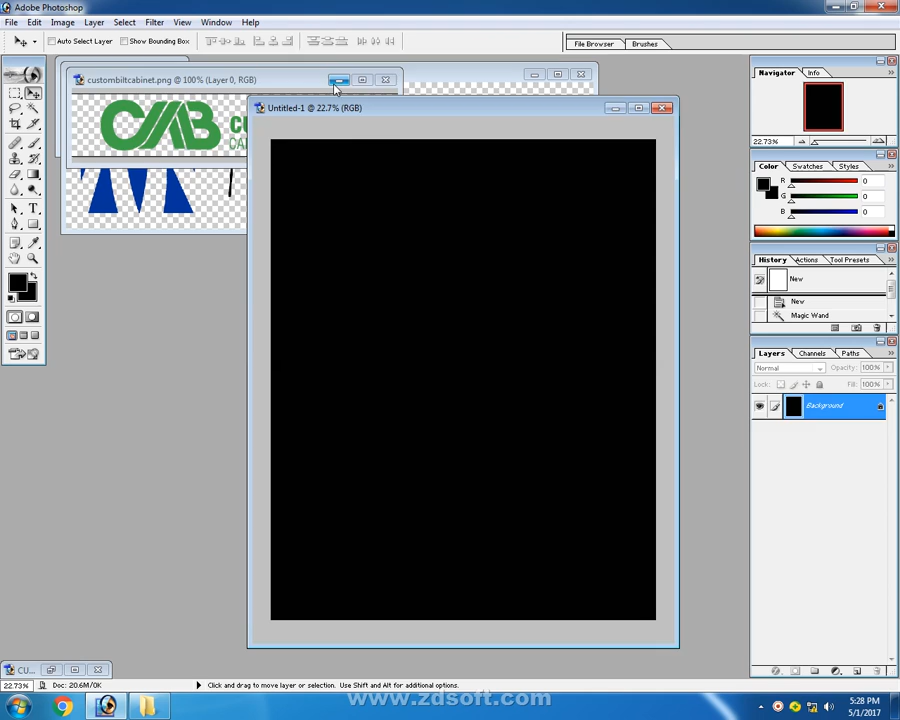 Adobe Photoshop
File Edit Image Layer Select Filter View Window Help
Auto Select Layer Show Bounding Box
File Browser Brushes
custombiltcabinet.png @ 100% (Layer 0, RGB)
CMB
Untitled-1 @ 22.7% (RGB)
Navigator Info
22.73%
Color Swatches Styles
R 0
G 0
B 0
History Actions Tool Presets
New
New
Magic Wand
Layers Channels Paths
Normal Opacity: 100%
Lock: Fill: 100%
Background
CU...
22.73% Doc: 20.6M/0K Click and drag to move layer or selection. Use Shift and Alt for additional options.
www.zdsoft.com
5:28 PM
5/1/2017